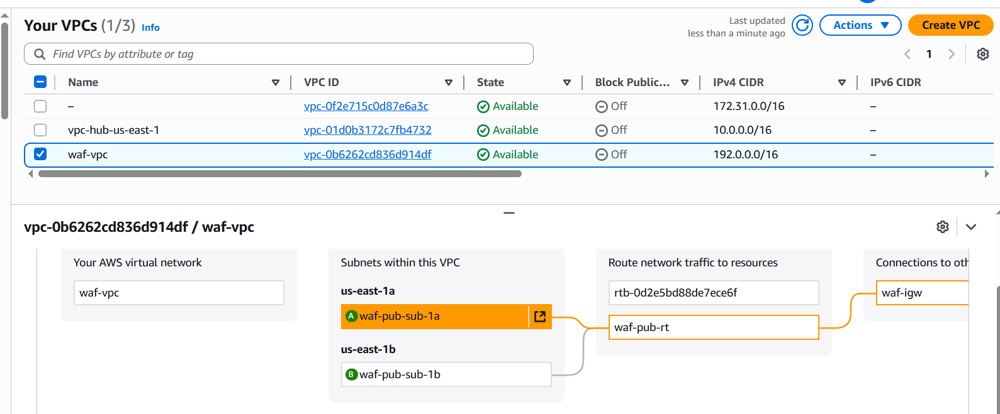 Your VPCs (1/3) Info
Last updated
less than a minute ago
Actions
Create VPC
Find VPCs by attribute or tag
1
Name VPC ID State Block Public... IPv4 CIDR IPv6 CIDR
– vpc-0f2e715c0d87e6a3c Available Off 172.31.0.0/16 –
vpc-hub-us-east-1 vpc-01d0b3172c7fb4732 Available Off 10.0.0.0/16 –
waf-vpc vpc-0b6262cd836d914df Available Off 192.0.0.0/16 –
vpc-0b6262cd836d914df / waf-vpc
Your AWS virtual network
waf-vpc
Subnets within this VPC
us-east-1a
A waf-pub-sub-1a
us-east-1b
B waf-pub-sub-1b
Route network traffic to resources
rtb-0d2e5bd88de7ece6f
waf-pub-rt
Connections to oth
waf-igw